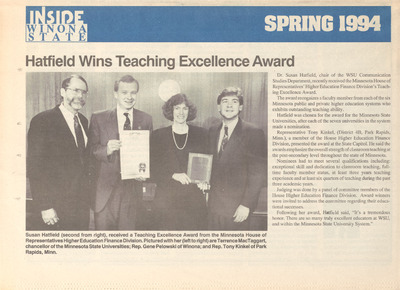 INSIDE
WINONA
STATE
SPRING 1994
Hatfield Wins Teaching Excellence Award
Susan Hatfield (second from right), received a Teaching Excellence Award from the Minnesota House of
Representatives Higher Education Finance Division. Pictured with her (left to right) are Terrence MacTaggart,
chancellor of the Minnesota State Universities; Rep. Gene Pelowski of Winona; and Rep. Tony Kinkel of Park
Rapids, Minn.
Dr. Susan Hatfield, chair of the WSU Communication
Studies Department, recently received the Minnesota House of
Representatives' Higher Education Finance Division's Teach-
ing Excellence Award.
The award recognizes a faculty member from each of the six
Minnesota public and private higher education systems who
exhibits outstanding teaching ability.
Hatfield was chosen for the award for the Minnesota State
Universities, after each of the seven universities in the system
made a nomination.
Representative Tony Kinkel, (District 4B, Park Rapids,
Minn.), a member of the House Higher Education Finance
Division, presented the award at the State Capitol. He said the
awards emphasize the overall strength of classroom teaching at
the post-secondary level throughout the state of Minnesota.
Nominees had to meet several qualifications including
exceptional skill and dedication to classroom teaching, full-
time faculty member status, at least three years teaching
experience and at least six quarters of teaching during the past
three academic years.
Judging was done by a panel of committee members of the
House Higher Education Finance Division. Award winners
were invited to address the committee regarding their educa-
tional successes.
Following her award, Hatfield said, "It's a tremendous
honor. There are so many truly excellent educators at WSU,
and within the Minnesota State University System."